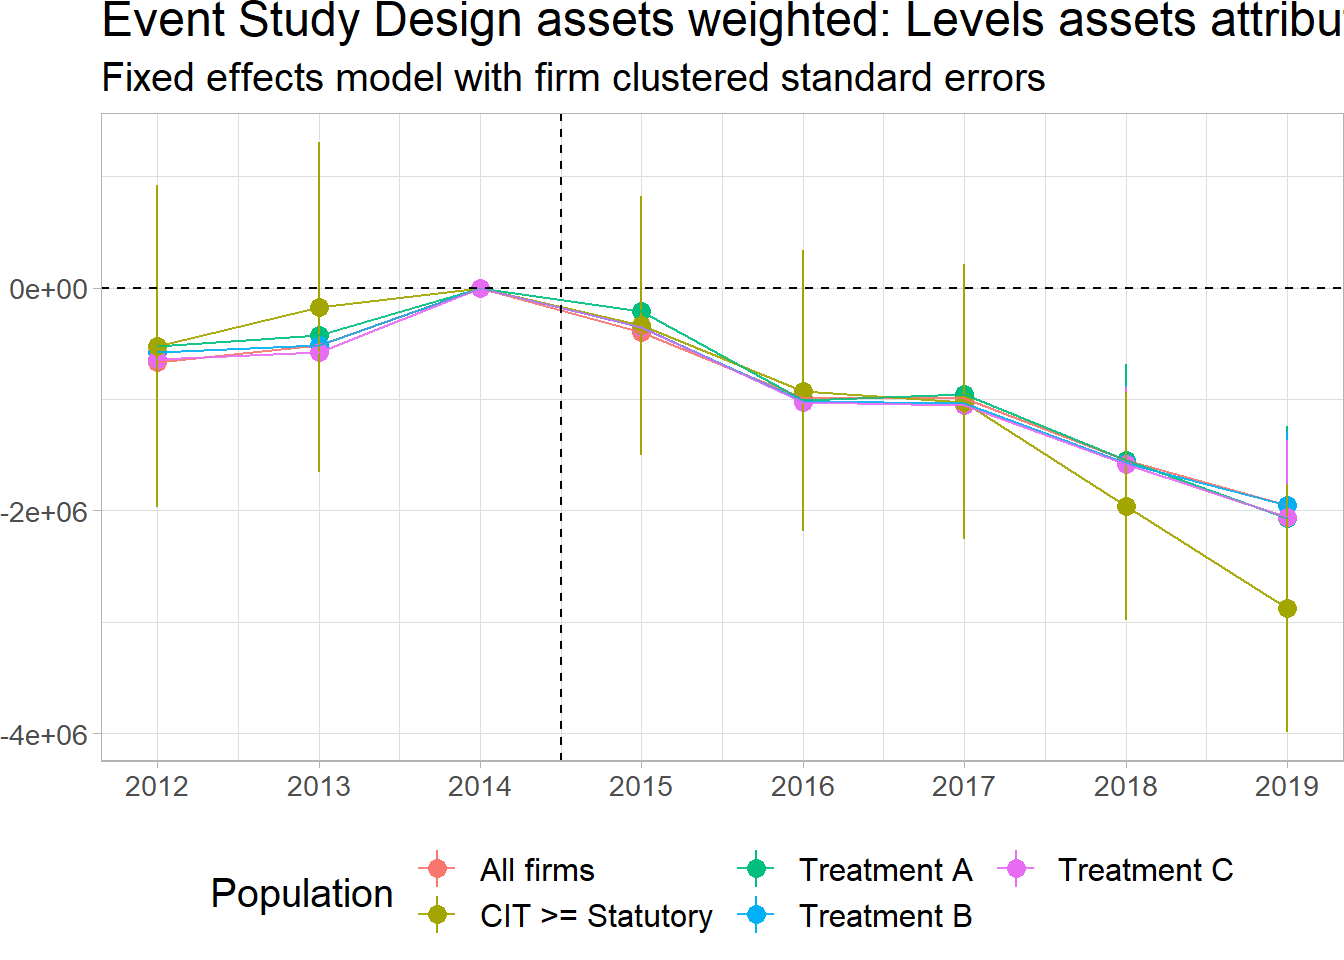 Event Study Design assets weighted: Levels assets
Fixed effects model with firm clustered standard errors
0e+00
-2e+06
-4e+06
2012 2013 2014 2015 2016 2017 2018 2019
Population
All firms
CIT >= Statutory
Treatment A
Treatment B
Treatment C